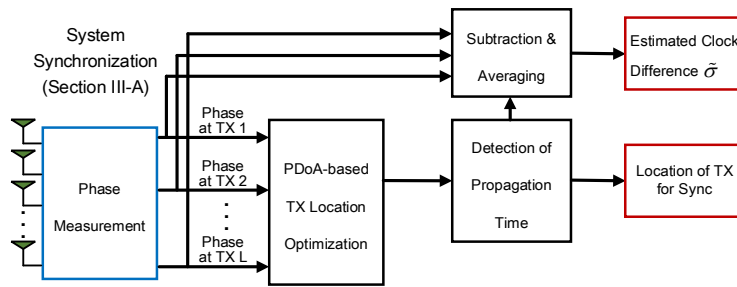 System
Synchronization
(Section III-A)
Phase
Measurement
Phase
at TX 1
Phase
at TX 2
Phase
at TX L
PDoA-based
TX Location
Optimization
Subtraction &
Averaging
Detection of
Propagation
Time
Estimated Clock
Difference σ̃
Location of TX
for Sync